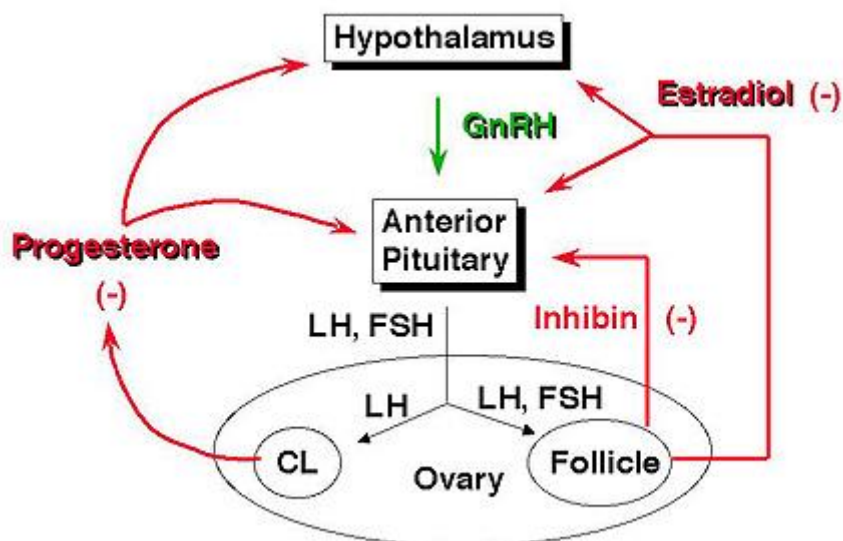 Hypothalamus
Estradiol (-)
GnRH
Anterior
Pituitary
Progesterone
(-)
LH, FSH
Inhibin (-)
LH
LH, FSH
CL
Follicle
Ovary